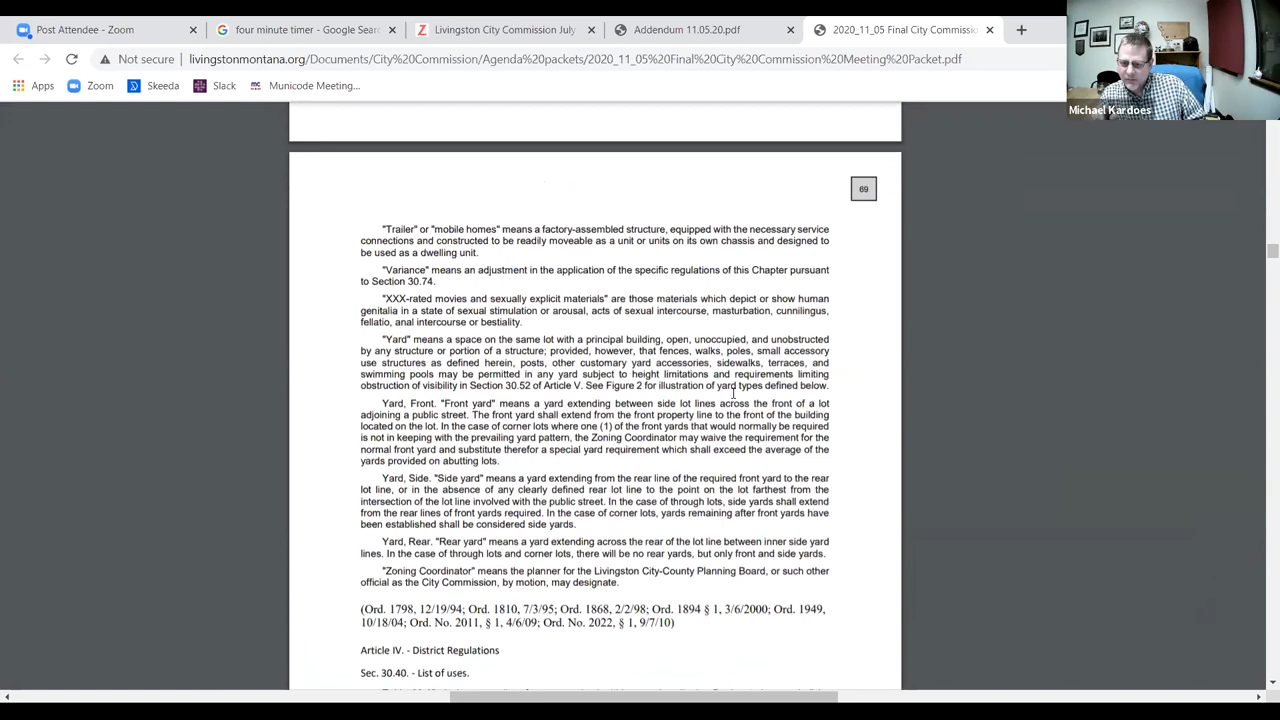 Post Attendee - Zoom
four minute timer - Google Sear
Livingston City Commission July
Addendum 11.05.20.pdf
2020_11_05 Final City Commissio
Not secure
livingstonmontana.org/Documents/City%20Commission/Agenda%20packets/2020_11_05%20Final%20City%20Commission%20Meeting%20Packet.pdf
Apps
Zoom
Skeeda
Slack
Municode Meeting...
Michael Kardoes
69
"Trailer" or "mobile homes" means a factory-assembled structure, equipped with the necessary service
connections and constructed to be readily moveable as a unit or units on its own chassis and designed to
be used as a dwelling unit.
"Variance" means an adjustment in the application of the specific regulations of this Chapter pursuant
to Section 30.74.
"XXX-rated movies and sexually explicit materials" are those materials which depict or show human
genitalia in a state of sexual stimulation or arousal, acts of sexual intercourse, masturbation, cunnilingus,
fellatio, anal intercourse or bestiality.
"Yard" means a space on the same lot with a principal building, open, unoccupied, and unobstructed
by any structure or portion of a structure; provided, however, that fences, walks, poles, small accessory
use structures as defined herein, posts, other customary yard accessories, sidewalks, terraces, and
swimming pools may be permitted in any yard subject to height limitations and requirements limiting
obstruction of visibility in Section 30.52 of Article V. See Figure 2 for illustration of yard types defined below.
Yard, Front. "Front yard" means a yard extending between side lot lines across the front of a lot
adjoining a public street. The front yard shall extend from the front property line to the front of the building
located on the lot. In the case of corner lots where one (1) of the front yards that would normally be required
is not in keeping with the prevailing yard pattern, the Zoning Coordinator may waive the requirement for the
normal front yard and substitute therefor a special yard requirement which shall exceed the average of the
yards provided on abutting lots.
Yard, Side. "Side yard" means a yard extending from the rear line of the required front yard to the rear
lot line, or in the absence of any clearly defined rear lot line to the point on the lot farthest from the
intersection of the lot line involved with the public street. In the case of through lots, side yards shall extend
from the rear lines of front yards required. In the case of corner lots, yards remaining after front yards have
been established shall be considered side yards.
Yard, Rear. "Rear yard" means a yard extending across the rear of the lot line between inner side yard
lines. In the case of through lots and corner lots, there will be no rear yards, but only front and side yards.
"Zoning Coordinator" means the planner for the Livingston City-County Planning Board, or such other
official as the City Commission, by motion, may designate.
(Ord. 1798, 12/19/94; Ord. 1810, 7/3/95; Ord. 1868, 2/2/98; Ord. 1894 § 1, 3/6/2000; Ord. 1949,
10/18/04; Ord. No. 2011, § 1, 4/6/09; Ord. No. 2022, § 1, 9/7/10)
Article IV. - District Regulations
Sec. 30.40. - List of uses.